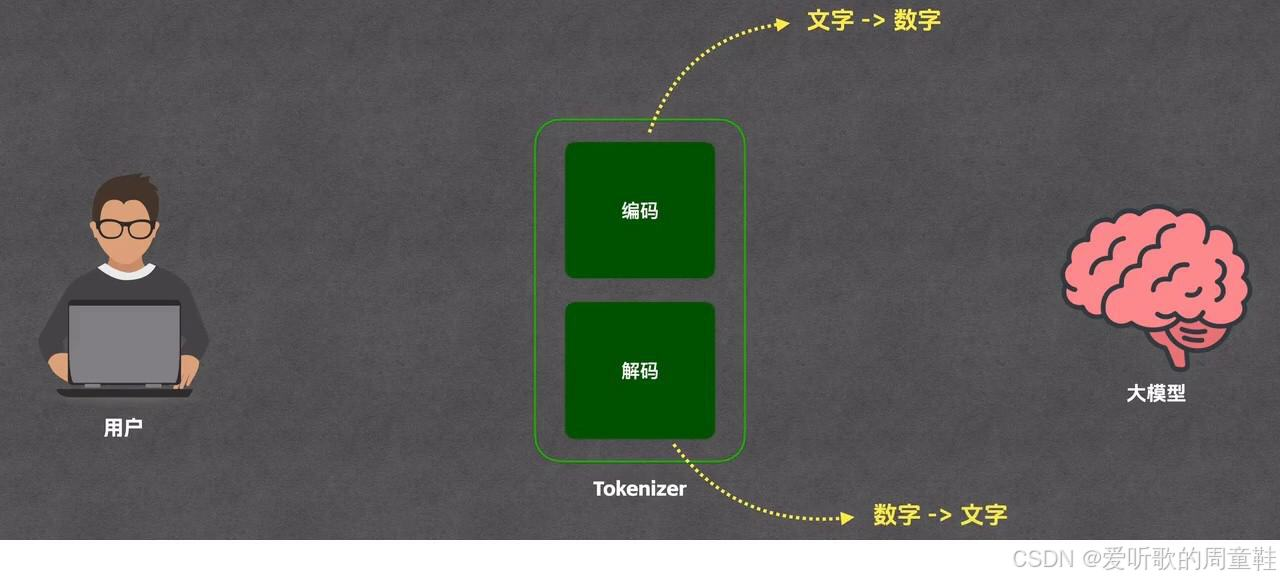 文字 -> 数字
编码
解码
大模型
用户
Tokenizer
数字 -> 文字
CSDN @爱听歌的周童鞋